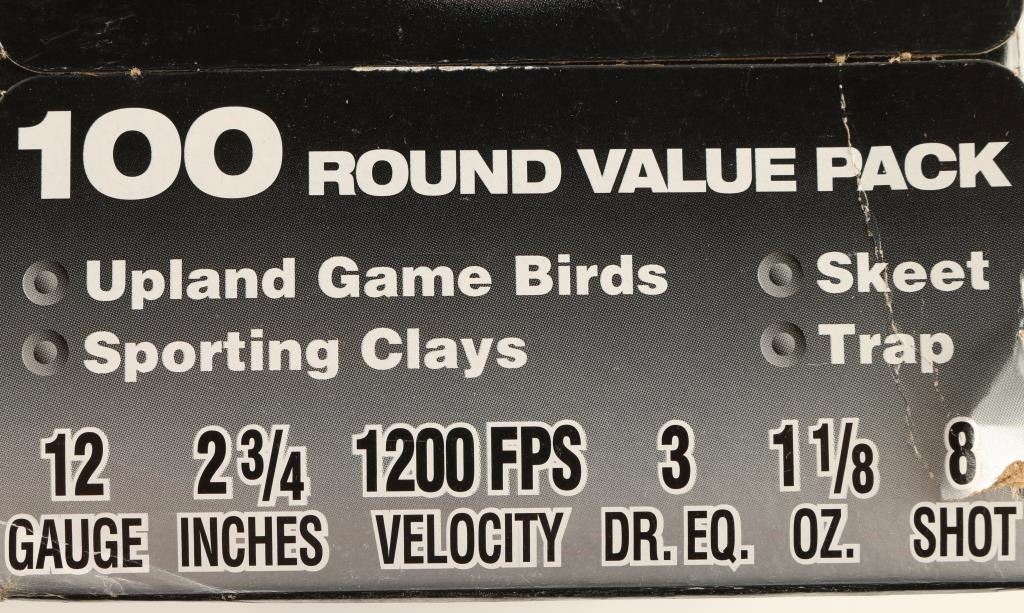 100 ROUND VALUE PACK
Upland Game Birds
Skeet
Sporting Clays
Trap
12 2 3/4 1200 FPS 3 1 1/8 8
GAUGE INCHES VELOCITY DR. EQ. OZ. SHOT